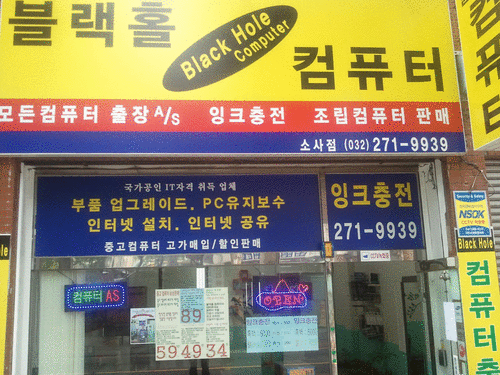 블랙홀
Black Hole
Computer
컴퓨터
모든컴퓨터 출장 A/S 잉크충전 조립컴퓨터 판매
소사점 (032) 271-9939
국가공인 IT자격 취득 업체
부품 업그레이드. PC유지보수
인터넷 설치. 인터넷 공유
중고컴퓨터 고가매입/할인판매
잉크충전
271-9939
NSOK
Black Hole
컴퓨터
컴퓨터 AS
OPEN
89
59 49 34